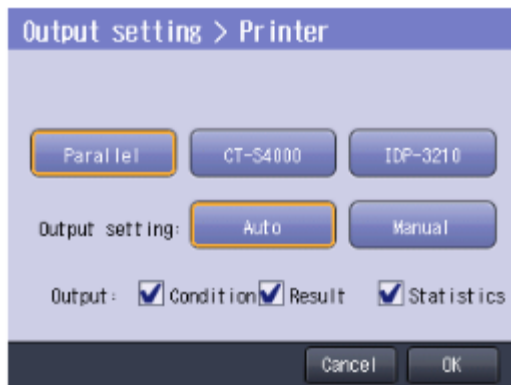 Output setting > Printer
Parallel CT-S4000 IDP-3210
Output setting: Auto Manual
Output: Condition Result Statistics
Cancel OK